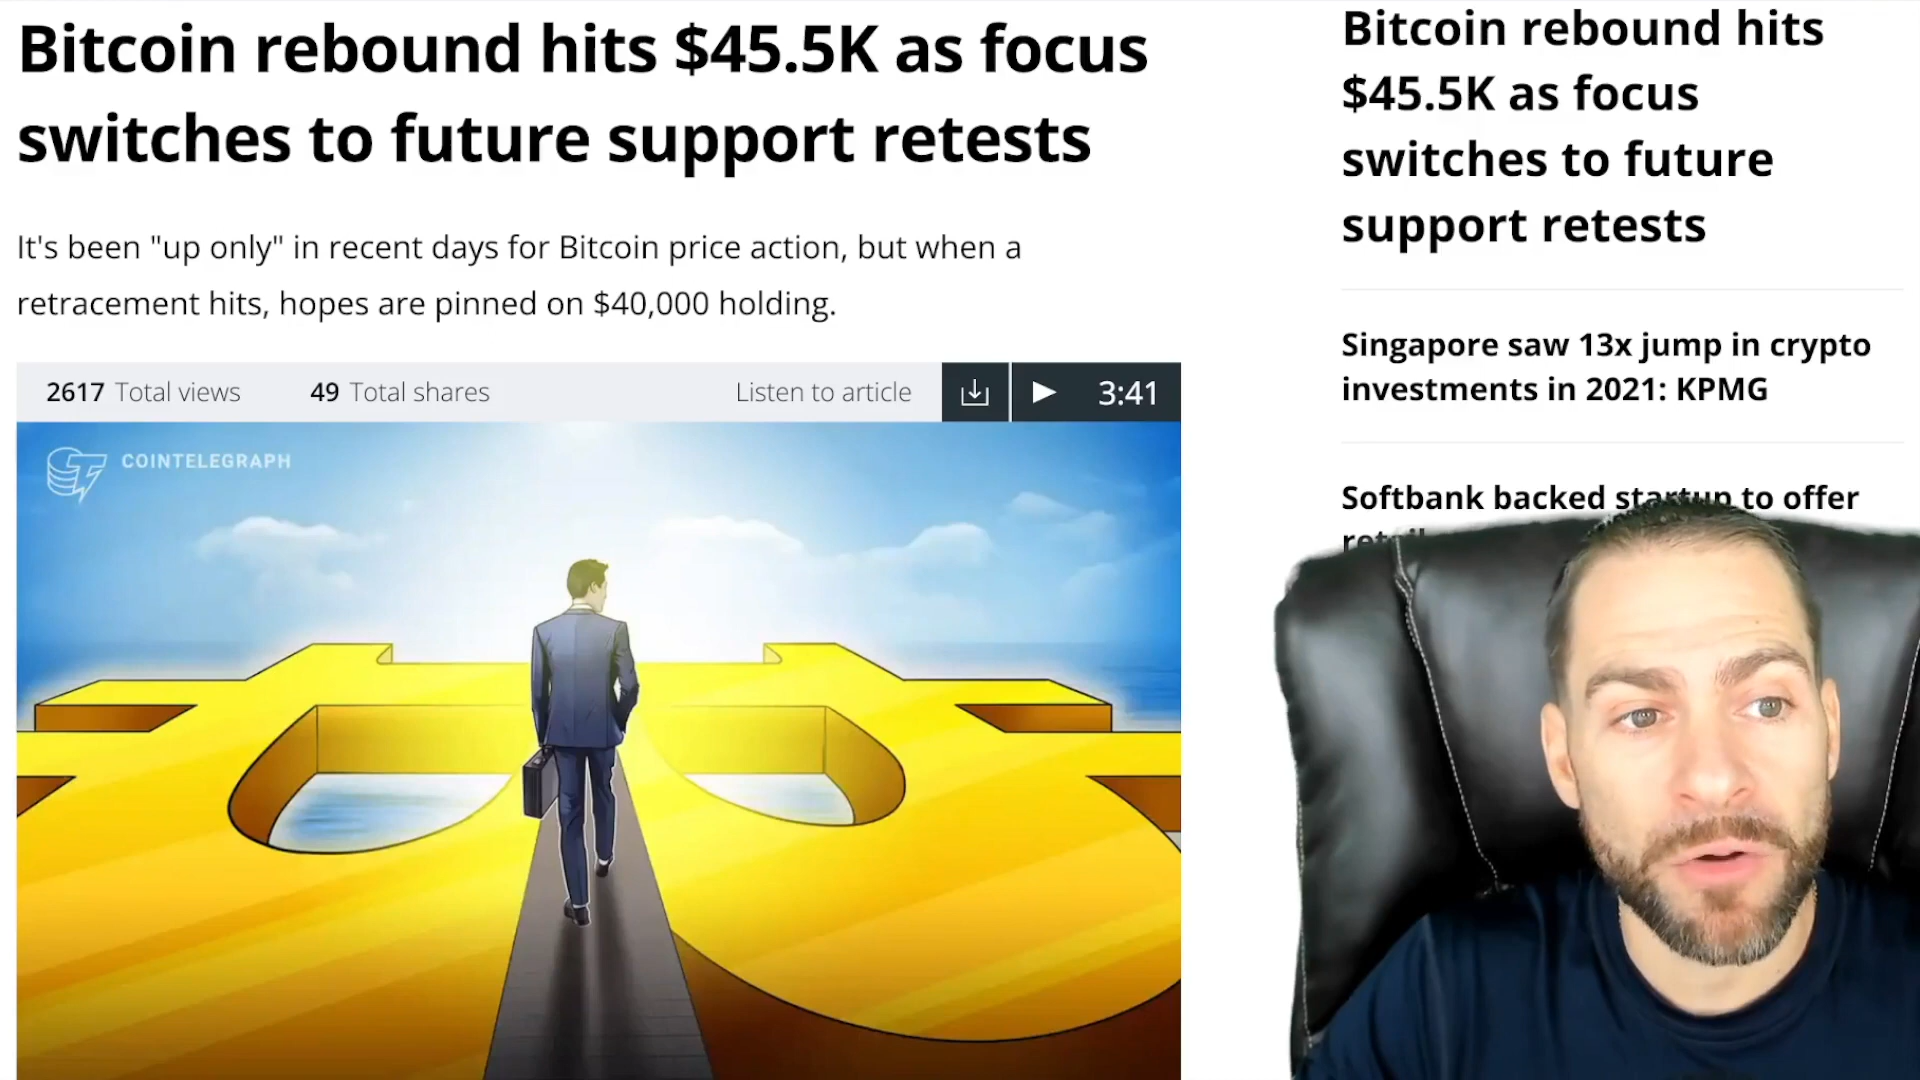 Bitcoin rebound hits $45.5K as focus
switches to future support retests
It's been "up only" in recent days for Bitcoin price action, but when a
retracement hits, hopes are pinned on $40,000 holding.
2617 Total views 49 Total shares Listen to article 3:41
COINTELEGRAPH
Bitcoin rebound hits
$45.5K as focus
switches to future
support retests
Singapore saw 13x jump in crypto
investments in 2021: KPMG
Softbank backed startup to offer